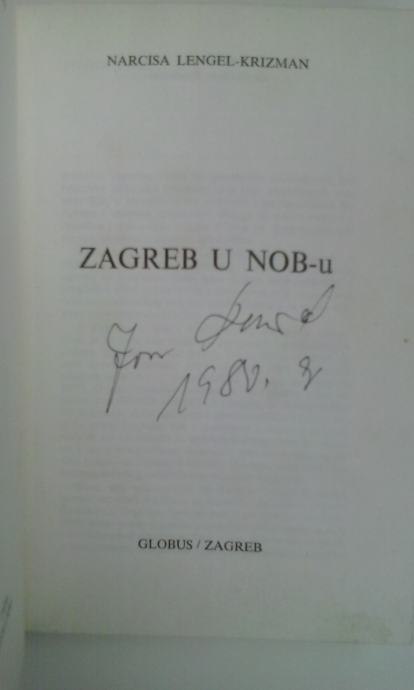 NARCISA LENGEL-KRIZMAN
ZAGREB U NOB-u
1980. g
GLOBUS / ZAGREB